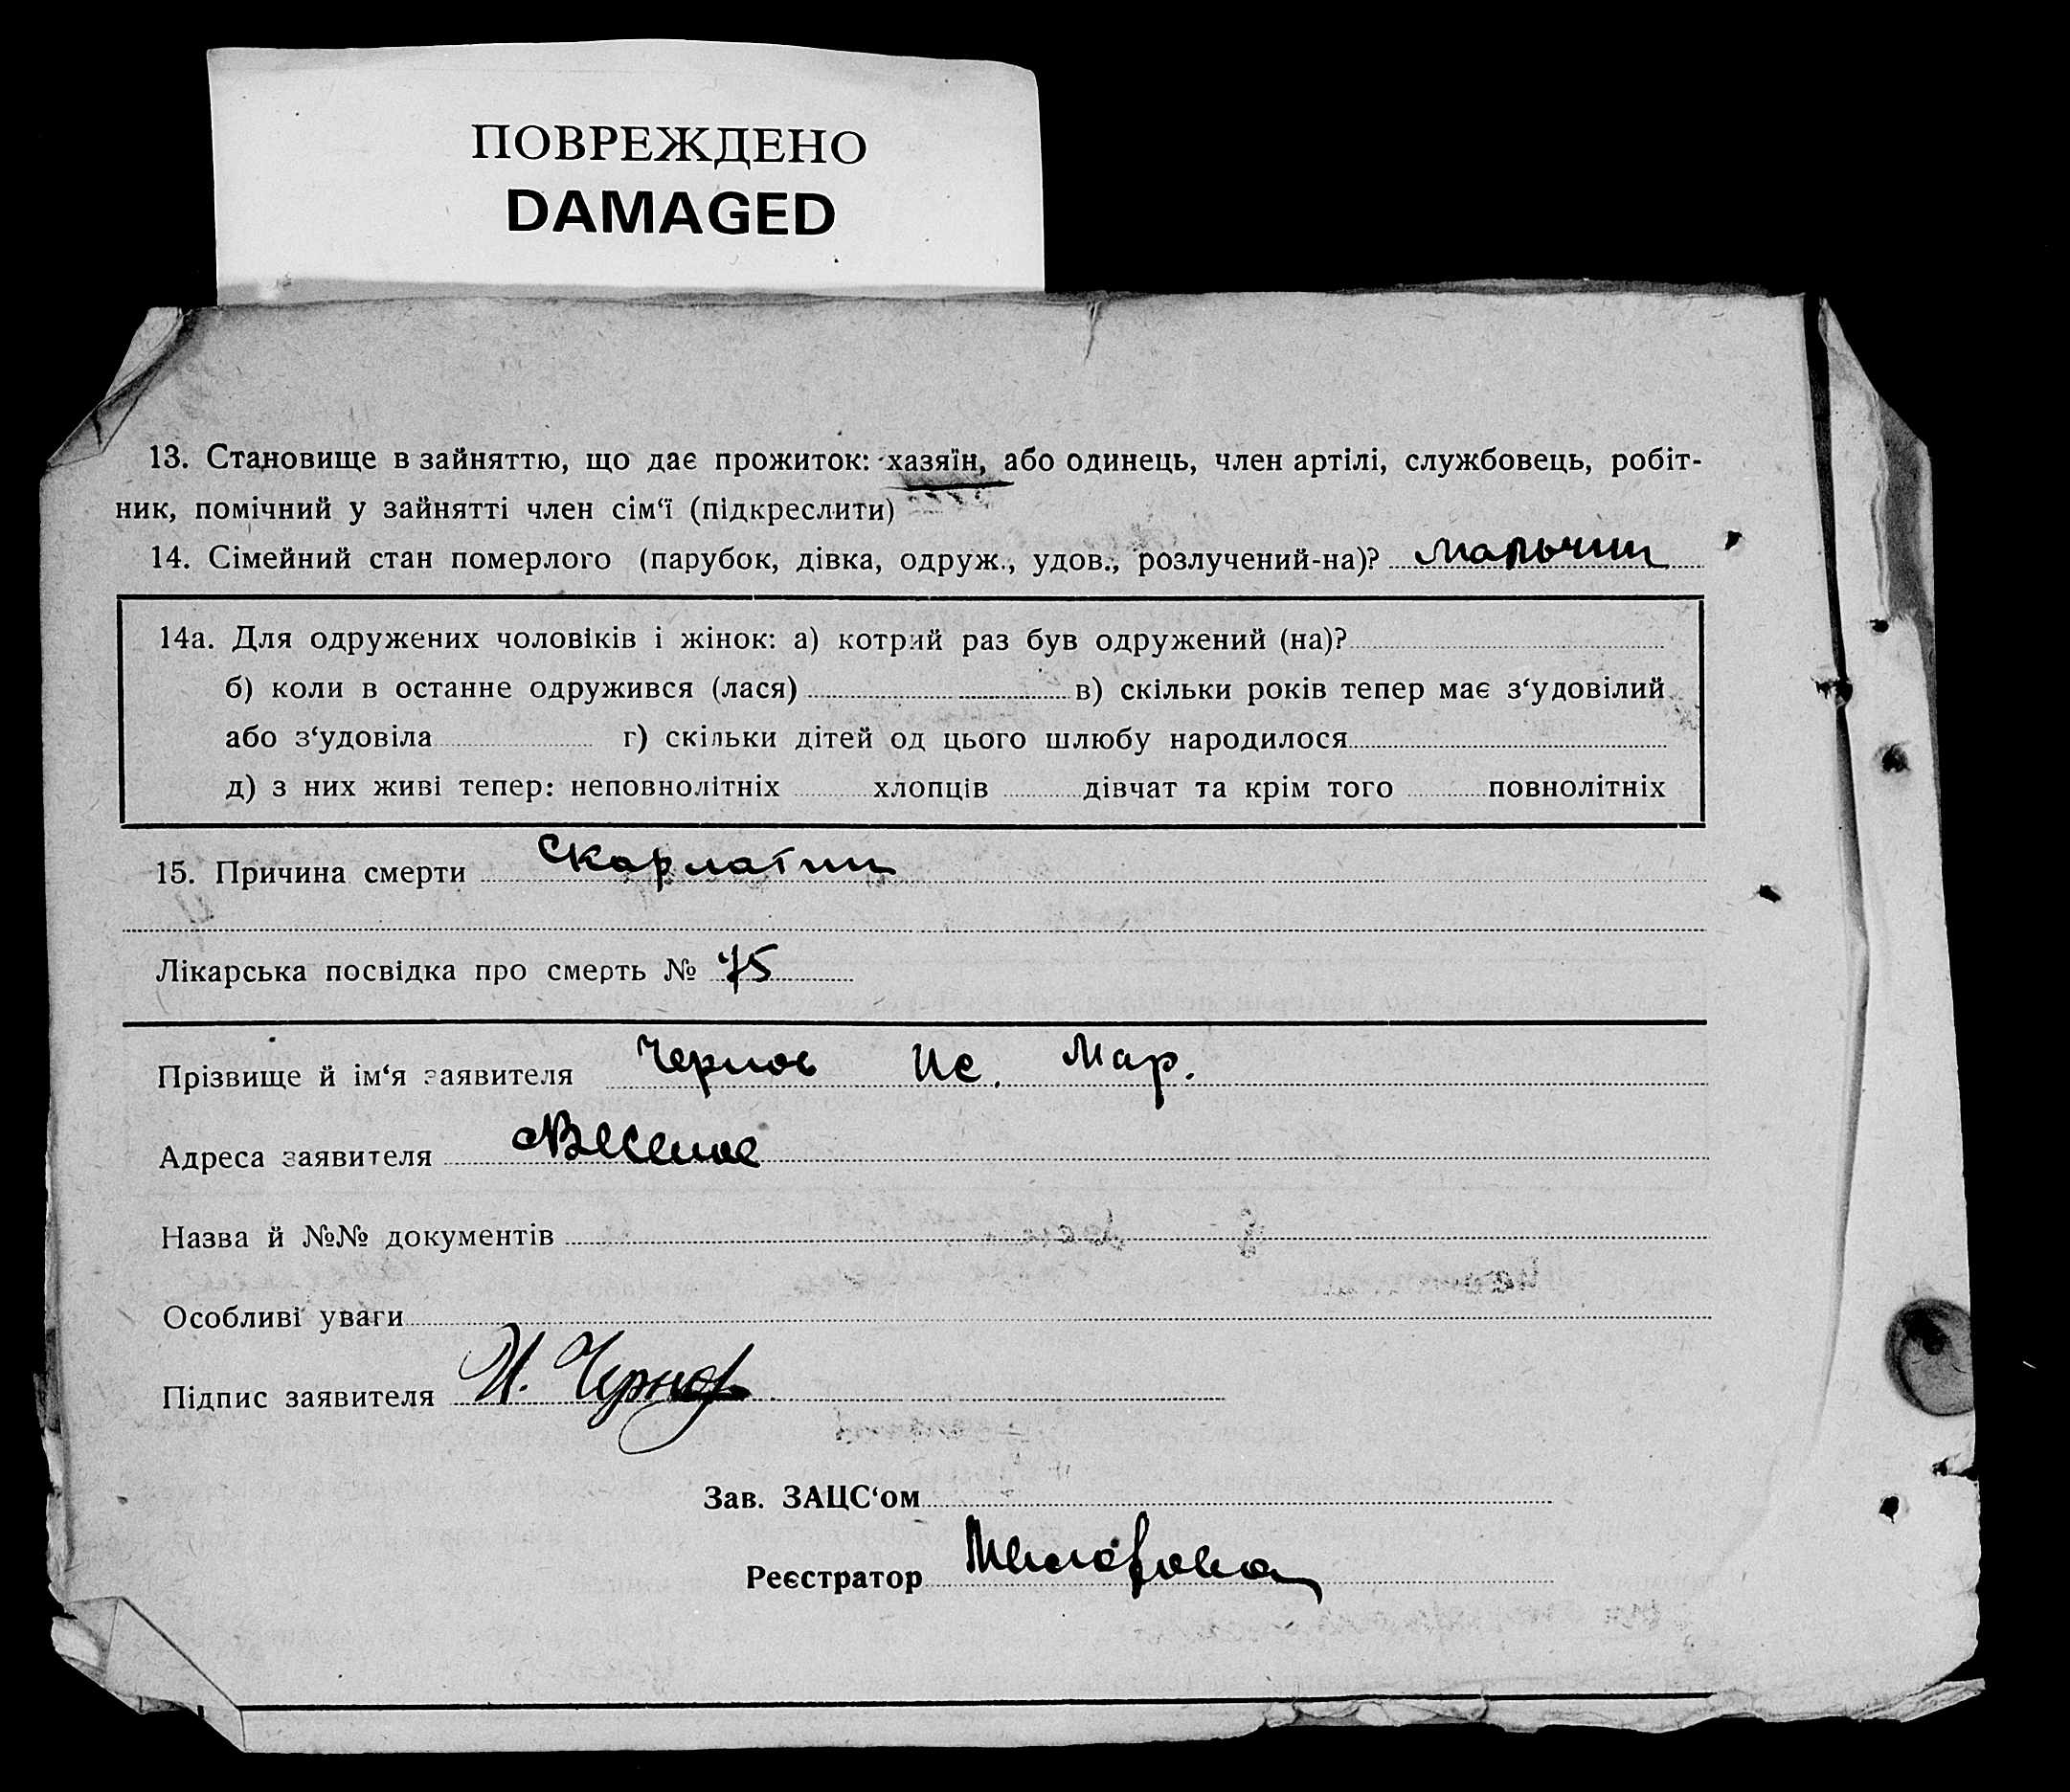 ПОВРЕЖДЕНО
DAMAGED
13. Становище в зайняттю, що дає прожиток: хазяїн, або одинець, член артілі, службовець, робіт-
ник, помічний у зайнятті член сім‘ї (підкреслити)
14. Сімейний стан померлого (парубок, дівка, одруж., удов., розлучений-на)?
14а. Для одружених чоловіків і жінок: а) котрий раз був одружений (на)?
б) коли в останне одружився (лася) в) скільки років тепер має з‘удовілий
або з‘удовіла г) скільки дітей од цього шлюбу народилося
д) з них живі тепер: неповнолітніх хлопців дівчат та крім того повнолітніх
15. Причина смерти Скарлатин
Лікарська посвідка про смерть № 75
Прізвище й ім‘я заявителя Чернов Ис. Мар.
Адреса заявителя с Веселое
Назва й №№ документів
Особливі уваги
Підпис заявителя И. Чернов
Зав. ЗАЦС‘ом
Реєстратор